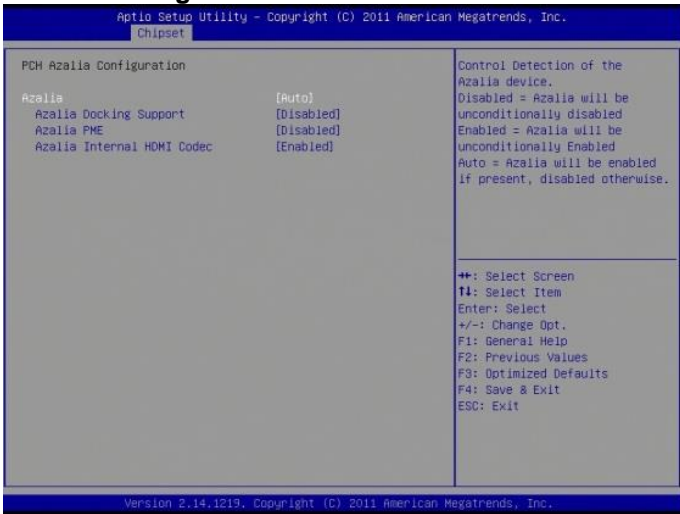 Aptio Setup Utility – Copyright (C) 2011 American Megatrends, Inc.
Chipset
PCH Azalia Configuration
Azalia [Auto]
Azalia Docking Support [Disabled]
Azalia PME [Disabled]
Azalia Internal HDMI Codec [Enabled]
Control Detection of the
Azalia device.
Disabled = Azalia will be
unconditionally disabled
Enabled = Azalia will be
unconditionally Enabled
Auto = Azalia will be enabled
if present, disabled otherwise.
→←: Select Screen
↑↓: Select Item
Enter: Select
+/-: Change Opt.
F1: General Help
F2: Previous Values
F3: Optimized Defaults
F4: Save & Exit
ESC: Exit
Version 2.14.1219. Copyright (C) 2011 American Megatrends, Inc.